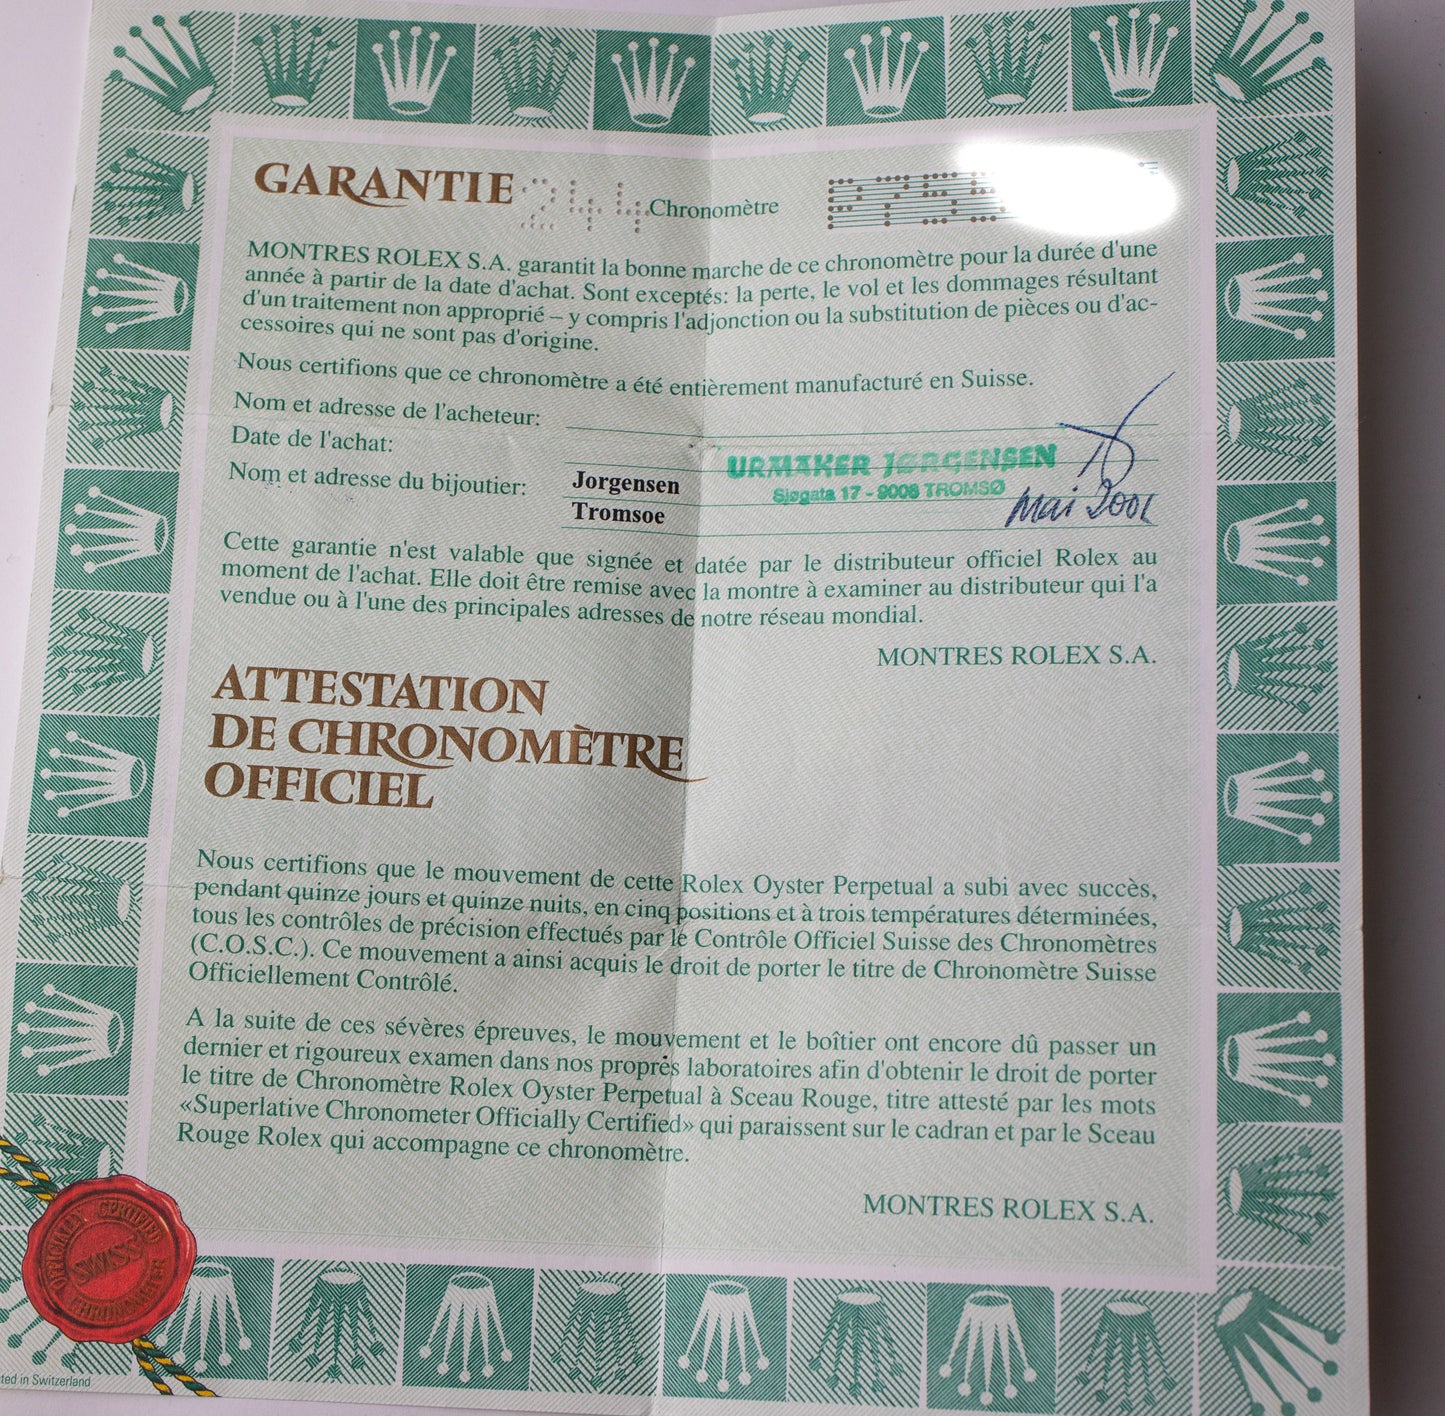 GARANTIE 244 Chronomètre
MONTRES ROLEX S.A. garantit la bonne marche de ce chronomètre pour la durée d'une
année à partir de la date d'achat. Sont exceptés: la perte, le vol et les dommages résultant
d'un traitement non approprié – y compris l'adjonction ou la substitution de pièces ou d'ac-
cessoires qui ne sont pas d'origine.
Nous certifions que ce chronomètre a été entièrement manufacturé en Suisse.
Nom et adresse de l'acheteur:
Date de l'achat:
Nom et adresse du bijoutier: Jorgensen
Tromsoe
URMAKER JØRGENSEN
Sjøgata 17 - 9008 TROMSØ
Mai 2001
Cette garantie n'est valable que signée et datée par le distributeur officiel Rolex au
moment de l'achat. Elle doit être remise avec la montre à examiner au distributeur qui l'a
vendue ou à l'une des principales adresses de notre réseau mondial.
MONTRES ROLEX S.A.
ATTESTATION
DE CHRONOMÈTRE
OFFICIEL
Nous certifions que le mouvement de cette Rolex Oyster Perpetual a subi avec succès,
pendant quinze jours et quinze nuits, en cinq positions et à trois températures déterminées,
tous les contrôles de précision effectués par le Contrôle Officiel Suisse des Chronomètres
(C.O.S.C.). Ce mouvement a ainsi acquis le droit de porter le titre de Chronomètre Suisse
Officiellement Contrôlé.
A la suite de ces sévères épreuves, le mouvement et le boîtier ont encore dû passer un
dernier et rigoureux examen dans nos propres laboratoires afin d'obtenir le droit de porter
le titre de Chronomètre Rolex Oyster Perpetual à Sceau Rouge, titre attesté par les mots
«Superlative Chronometer Officially Certified» qui paraissent sur le cadran et par le Sceau
Rouge Rolex qui accompagne ce chronomètre.
MONTRES ROLEX S.A.
OFFICIALLY CERTIFIED
SWISS
CHRONOMETER
ted in Switzerland